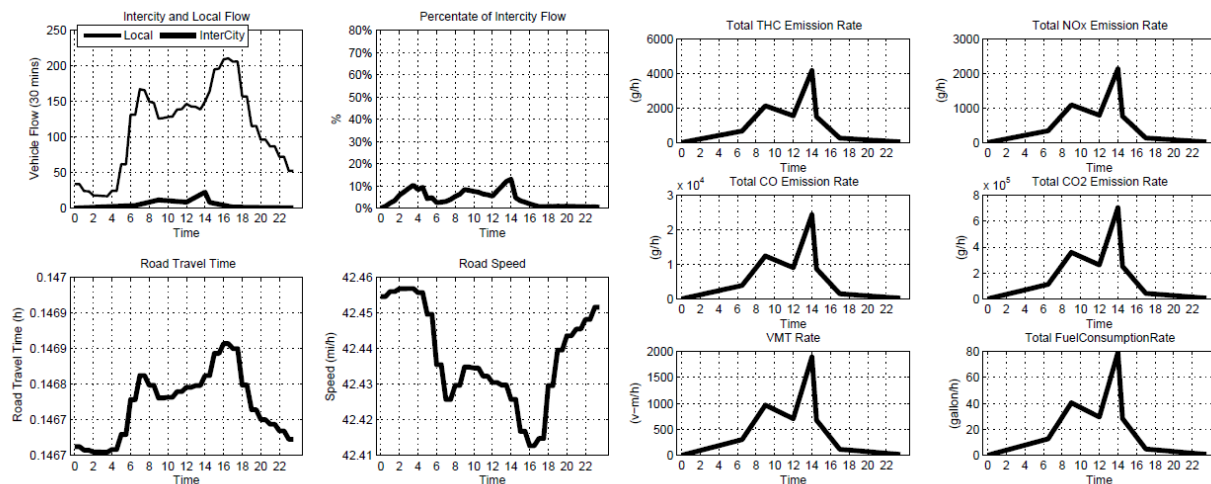 Intercity and Local Flow
Local InterCity
Vehicle Flow (30 mins)
250
200
150
100
50
0
0 2 4 6 8 10 12 14 16 18 20 22
Time
Percentate of Intercity Flow
%
80%
70%
60%
50%
40%
30%
20%
10%
0%
0 2 4 6 8 10 12 14 16 18 20 22
Time
Road Travel Time
Road Travel Time (h)
0.147
0.1469
0.1469
0.1468
0.1467
0.1467
0 2 4 6 8 10 12 14 16 18 20 22
Time
Road Speed
Speed (mi/h)
42.46
42.45
42.44
42.43
42.42
42.41
0 2 4 6 8 10 12 14 16 18 20 22
Time
Total THC Emission Rate
(g/h)
6000
4000
2000
0
0 2 4 6 8 10 12 14 16 18 20 22
Time
Total NOx Emission Rate
(g/h)
3000
2000
1000
0
0 2 4 6 8 10 12 14 16 18 20 22
Time
x 10^4
Total CO Emission Rate
(g/h)
3
2
1
0
0 2 4 6 8 10 12 14 16 18 20 22
Time
x 10^5
Total CO2 Emission Rate
(g/h)
8
6
4
2
0
0 2 4 6 8 10 12 14 16 18 20 22
Time
VMT Rate
(v-m/h)
2000
1500
1000
500
0
0 2 4 6 8 10 12 14 16 18 20 22
Time
Total FuelConsumptionRate
(gallon/h)
80
60
40
20
0
0 2 4 6 8 10 12 14 16 18 20 22
Time